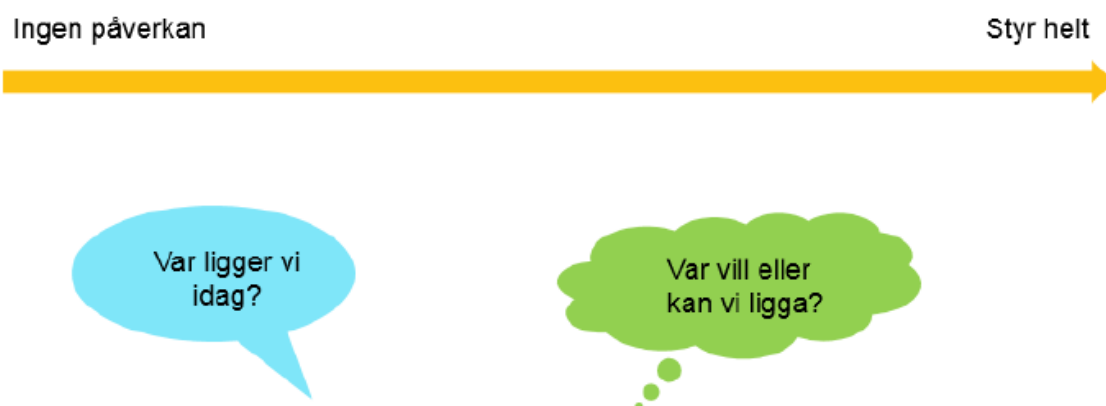 Ingen påverkan
Styr helt
Var ligger vi
idag?
Var vill eller
kan vi ligga?